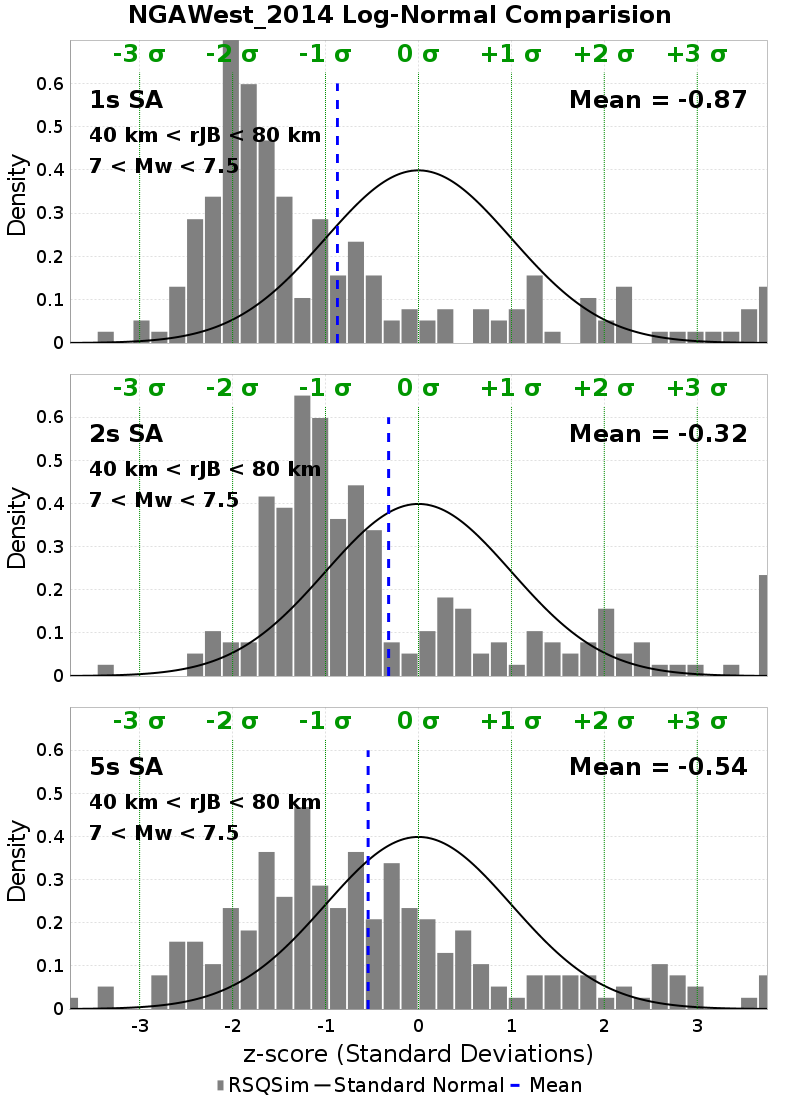 NGAWest_2014 Log-Normal Comparision
-3 σ -2 σ -1 σ 0 σ +1 σ +2 σ +3 σ
1s SA
Mean = -0.87
40 km < rJB < 80 km
7 < Mw < 7.5
Density
0.6
0.5
0.4
0.3
0.2
0.1
0
-3 σ -2 σ -1 σ 0 σ +1 σ +2 σ +3 σ
2s SA
Mean = -0.32
40 km < rJB < 80 km
7 < Mw < 7.5
Density
0.6
0.5
0.4
0.3
0.2
0.1
0
-3 σ -2 σ -1 σ 0 σ +1 σ +2 σ +3 σ
5s SA
Mean = -0.54
40 km < rJB < 80 km
7 < Mw < 7.5
Density
0.6
0.5
0.4
0.3
0.2
0.1
0
-3 -2 -1 0 1 2 3
z-score (Standard Deviations)
RSQSim Standard Normal Mean